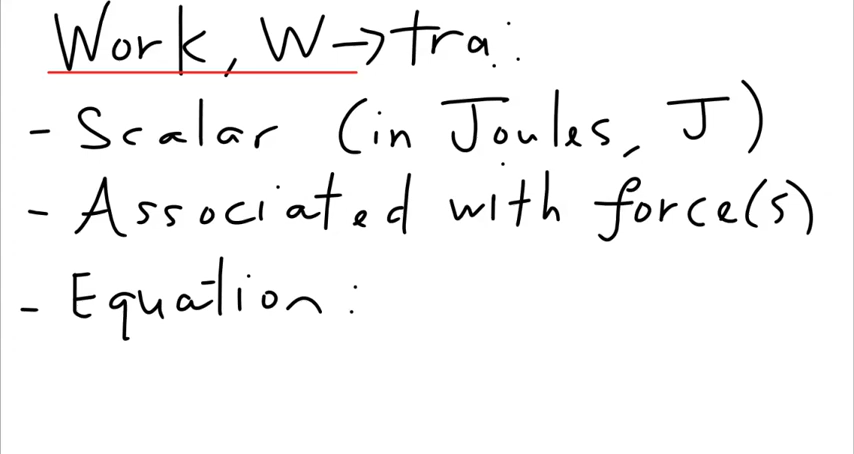 Work, W → tra
- Scalar (in Joules, J)
- Associated with force(s)
- Equation: